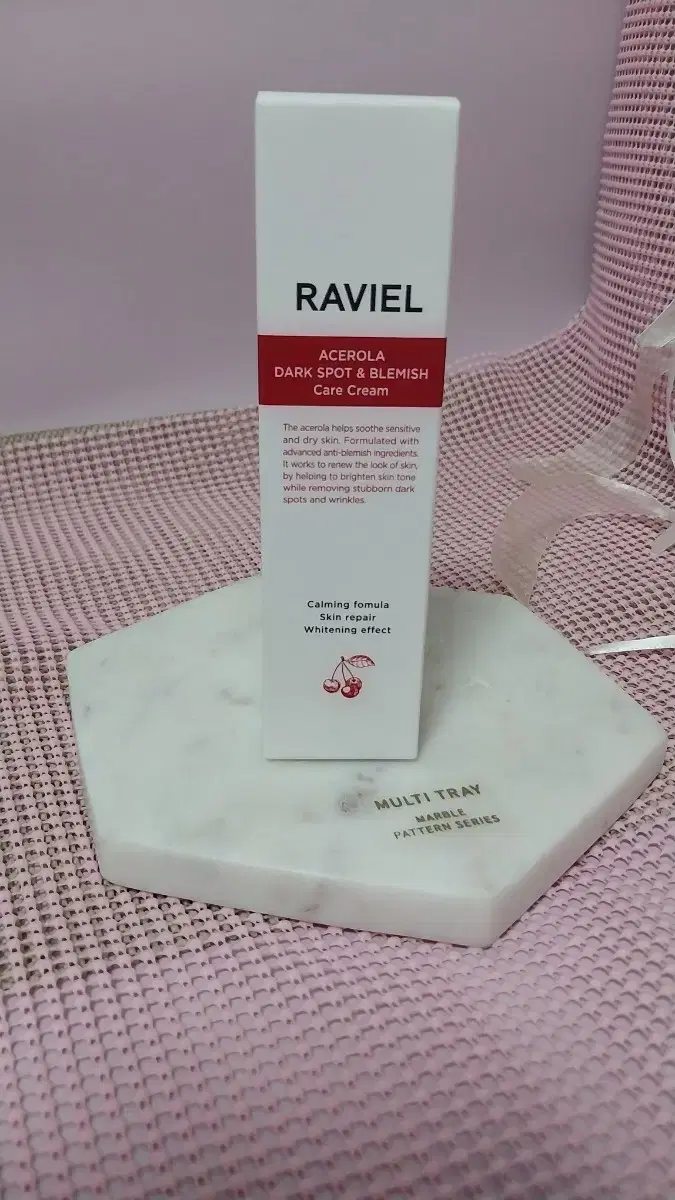 RAVIEL
ACEROLA
DARK SPOT & BLEMISH
Care Cream
The acerola helps soothe sensitive
and dry skin. Formulated with
advanced anti-blemish ingredients.
It works to renew the look of skin,
by helping to brighten skin tone
while removing stubborn dark
spots and wrinkles.
Calming fomula
Skin repair
Whitening effect
MULTI TRAY
MARBLE
PATTERN SERIES